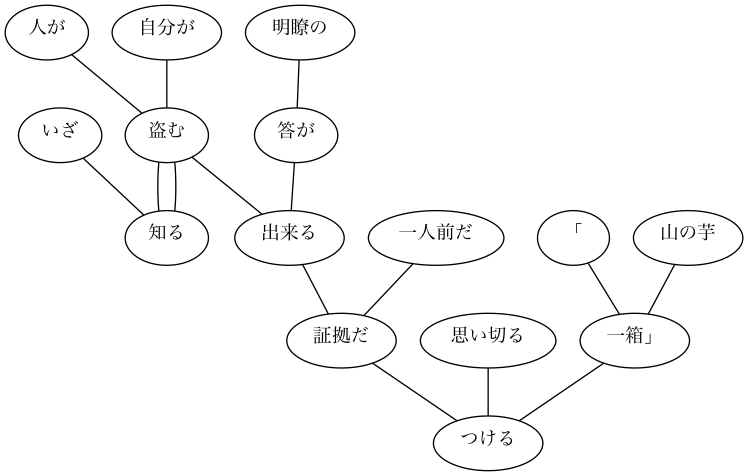 人が
自分が
明瞭の
いざ
盗む
答が
知る
出来る
一人前だ
「
山の芋
証拠だ
思い切る
一箱」
つける